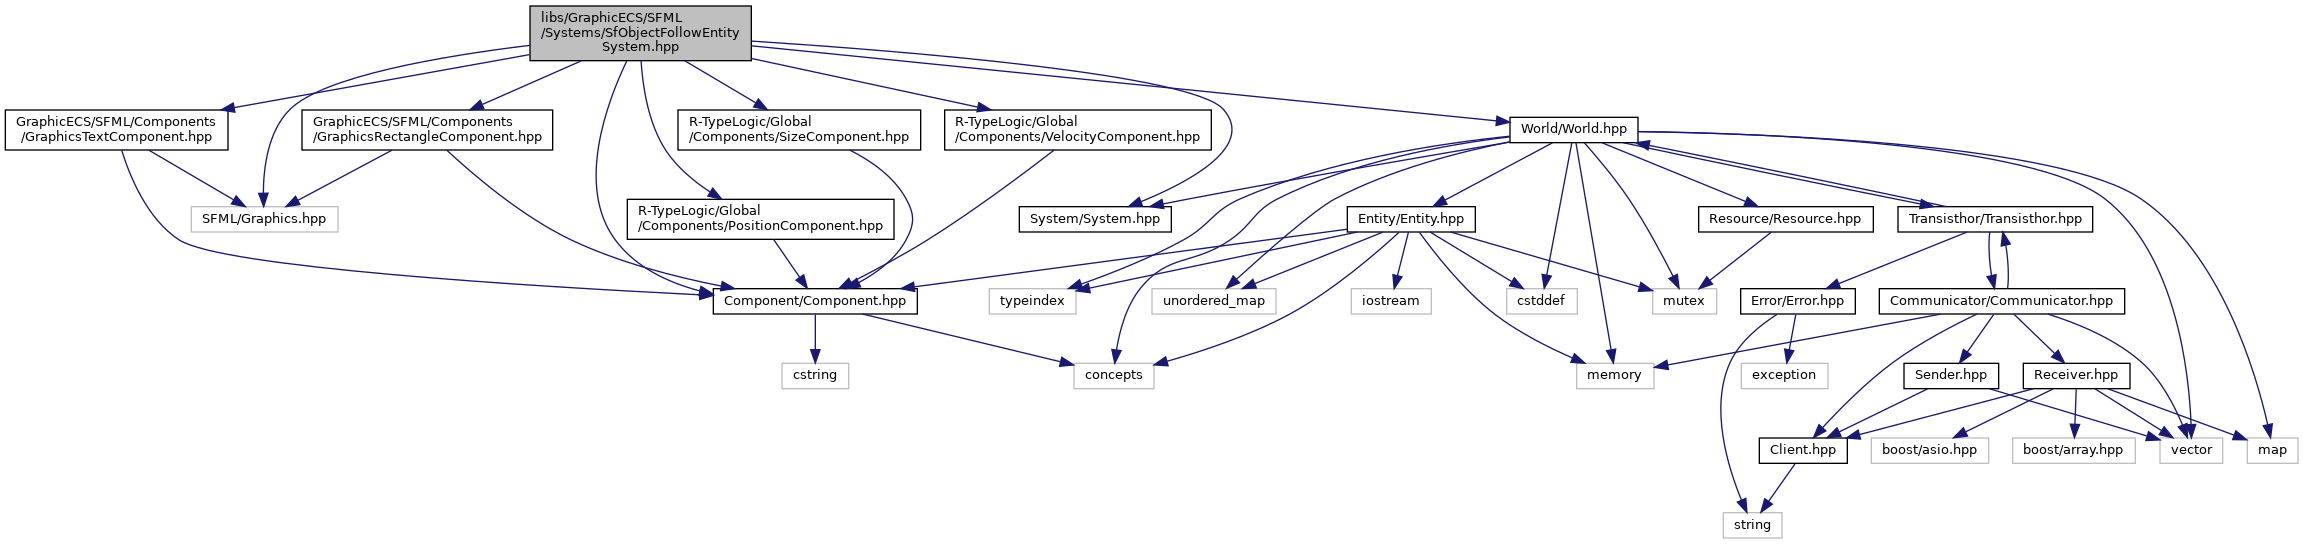 libs/GraphicECS/SFML
/Systems/SfObjectFollowEntity
System.hpp
GraphicECS/SFML/Components
/GraphicsTextComponent.hpp
GraphicECS/SFML/Components
/GraphicsRectangleComponent.hpp
R-TypeLogic/Global
/Components/SizeComponent.hpp
R-TypeLogic/Global
/Components/VelocityComponent.hpp
World/World.hpp
SFML/Graphics.hpp
R-TypeLogic/Global
/Components/PositionComponent.hpp
System/System.hpp
Entity/Entity.hpp
Resource/Resource.hpp
Transisthor/Transisthor.hpp
Component/Component.hpp
typeindex
unordered_map
iostream
cstddef
mutex
Error/Error.hpp
Communicator/Communicator.hpp
cstring
concepts
memory
exception
Sender.hpp
Receiver.hpp
Client.hpp
boost/asio.hpp
boost/array.hpp
vector
map
string